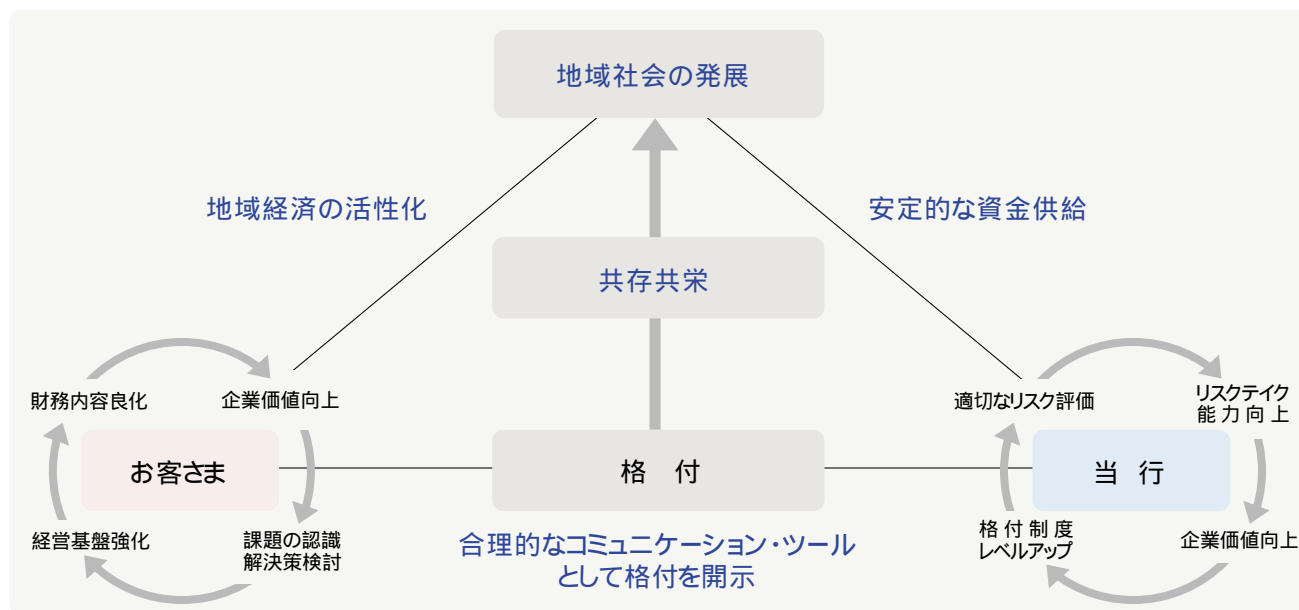 地域社会の発展
地域経済の活性化
安定的な資金供給
共存共栄
財務内容良化
企業価値向上
適切なリスク評価
リスクテイク
能力向上
お客さま
格　付
当　行
経営基盤強化
課題の認識
解決策検討
合理的なコミュニケーション・ツール
として格付を開示
格付制度
レベルアップ
企業価値向上